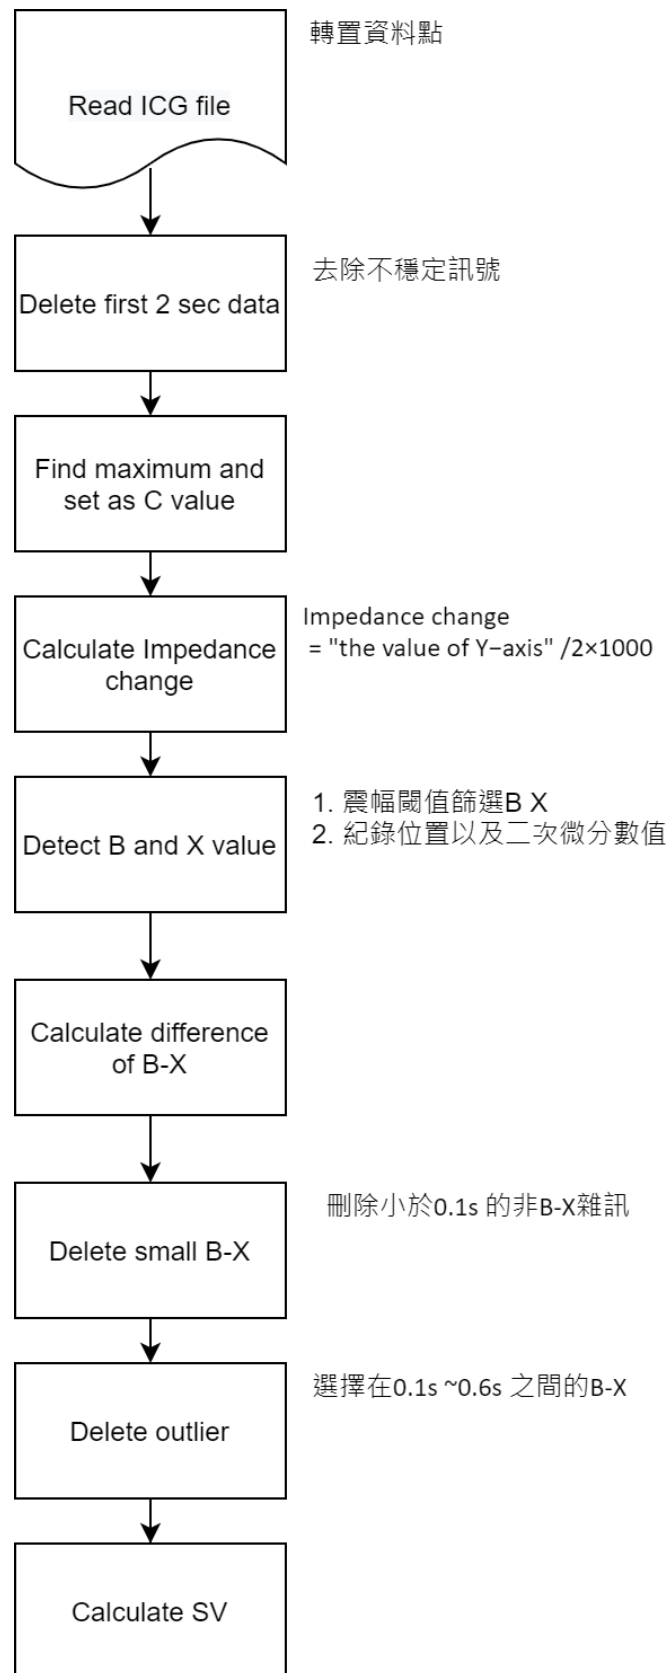 轉置資料點
Read ICG file
去除不穩定訊號
Delete first 2 sec data
Find maximum and
set as C value
Impedance change
= "the value of Y−axis" /2×1000
Calculate Impedance
change
1. 震幅閾值篩選B X
2. 紀錄位置以及二次微分數值
Detect B and X value
Calculate difference
of B-X
刪除小於0.1s 的非B-X雜訊
Delete small B-X
選擇在0.1s ~0.6s 之間的B-X
Delete outlier
Calculate SV